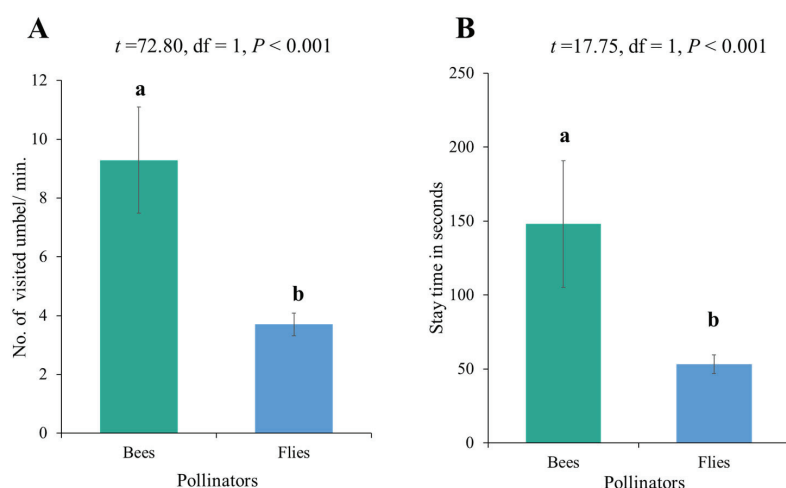 A
t =72.80, df = 1, P < 0.001
12
10
8
6
4
2
0
No. of visited umbel/ min.
a
b
Bees
Flies
Pollinators
B
t =17.75, df = 1, P < 0.001
250
200
150
100
50
0
Stay time in seconds
a
b
Bees
Flies
Pollinators